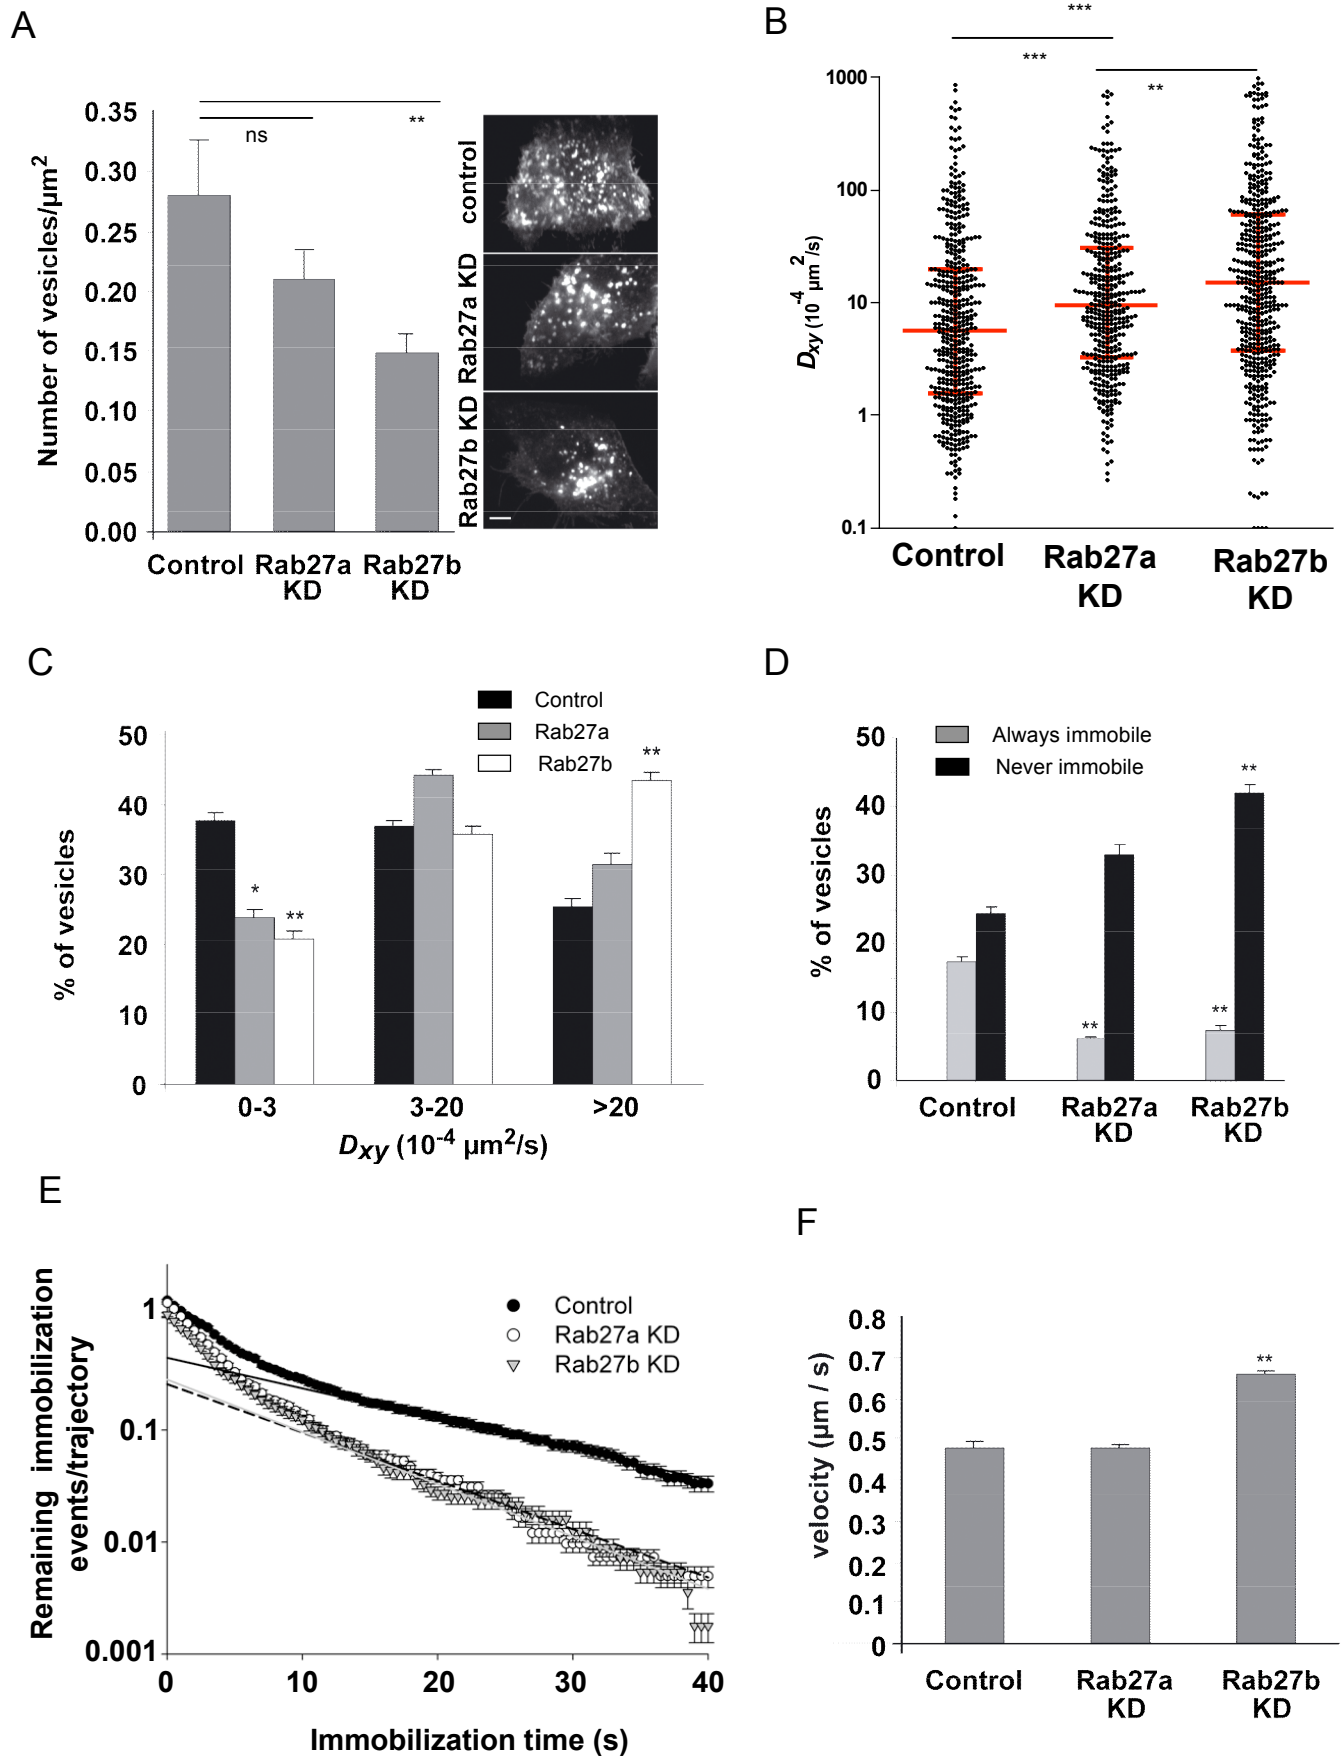 A
0.35
0.30
0.25
0.20
0.15
0.10
0.05
0.00
Number of vesicles/µm2
ns
**
Control
Rab27a
KD
Rab27b
KD
control
Rab27a KD
Rab27b KD
B
***
***
**
1000
100
10
1
0.1
Dxy (10-4 µm2/s)
Control
Rab27a
KD
Rab27b
KD
C
Control
Rab27a
Rab27b
50
40
30
20
10
0
% of vesicles
*
**
**
0-3
3-20
>20
Dxy (10-4 µm2/s)
D
Always immobile
Never immobile
50
40
30
20
10
0
% of vesicles
**
**
**
Control
Rab27a
KD
Rab27b
KD
E
Control
Rab27a KD
Rab27b KD
1
0.1
0.01
0.001
Remaining immobilization
events/trajectory
0
10
20
30
40
Immobilization time (s)
F
0.8
0.7
0.6
0.5
0.4
0.3
0.2
0.1
0
velocity (µm / s)
**
Control
Rab27a
KD
Rab27b
KD